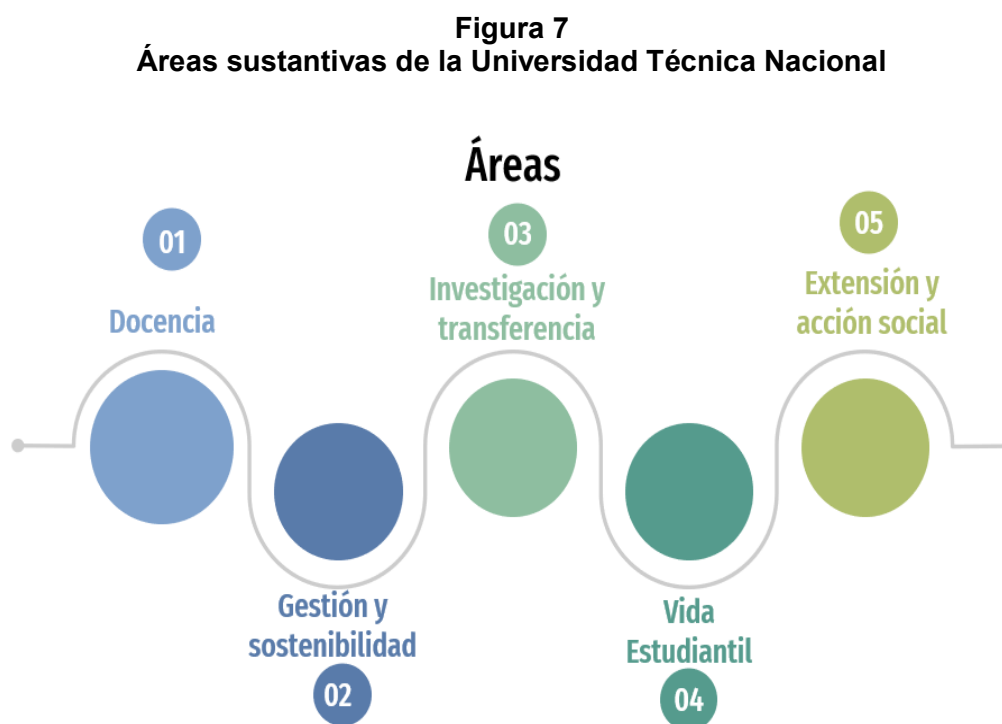 Figura 7
Áreas sustantivas de la Universidad Técnica Nacional
Áreas
01
Docencia
Gestión y
sostenibilidad
02
03
Investigación y
transferencia
Vida
Estudiantil
04
05
Extensión y
acción social